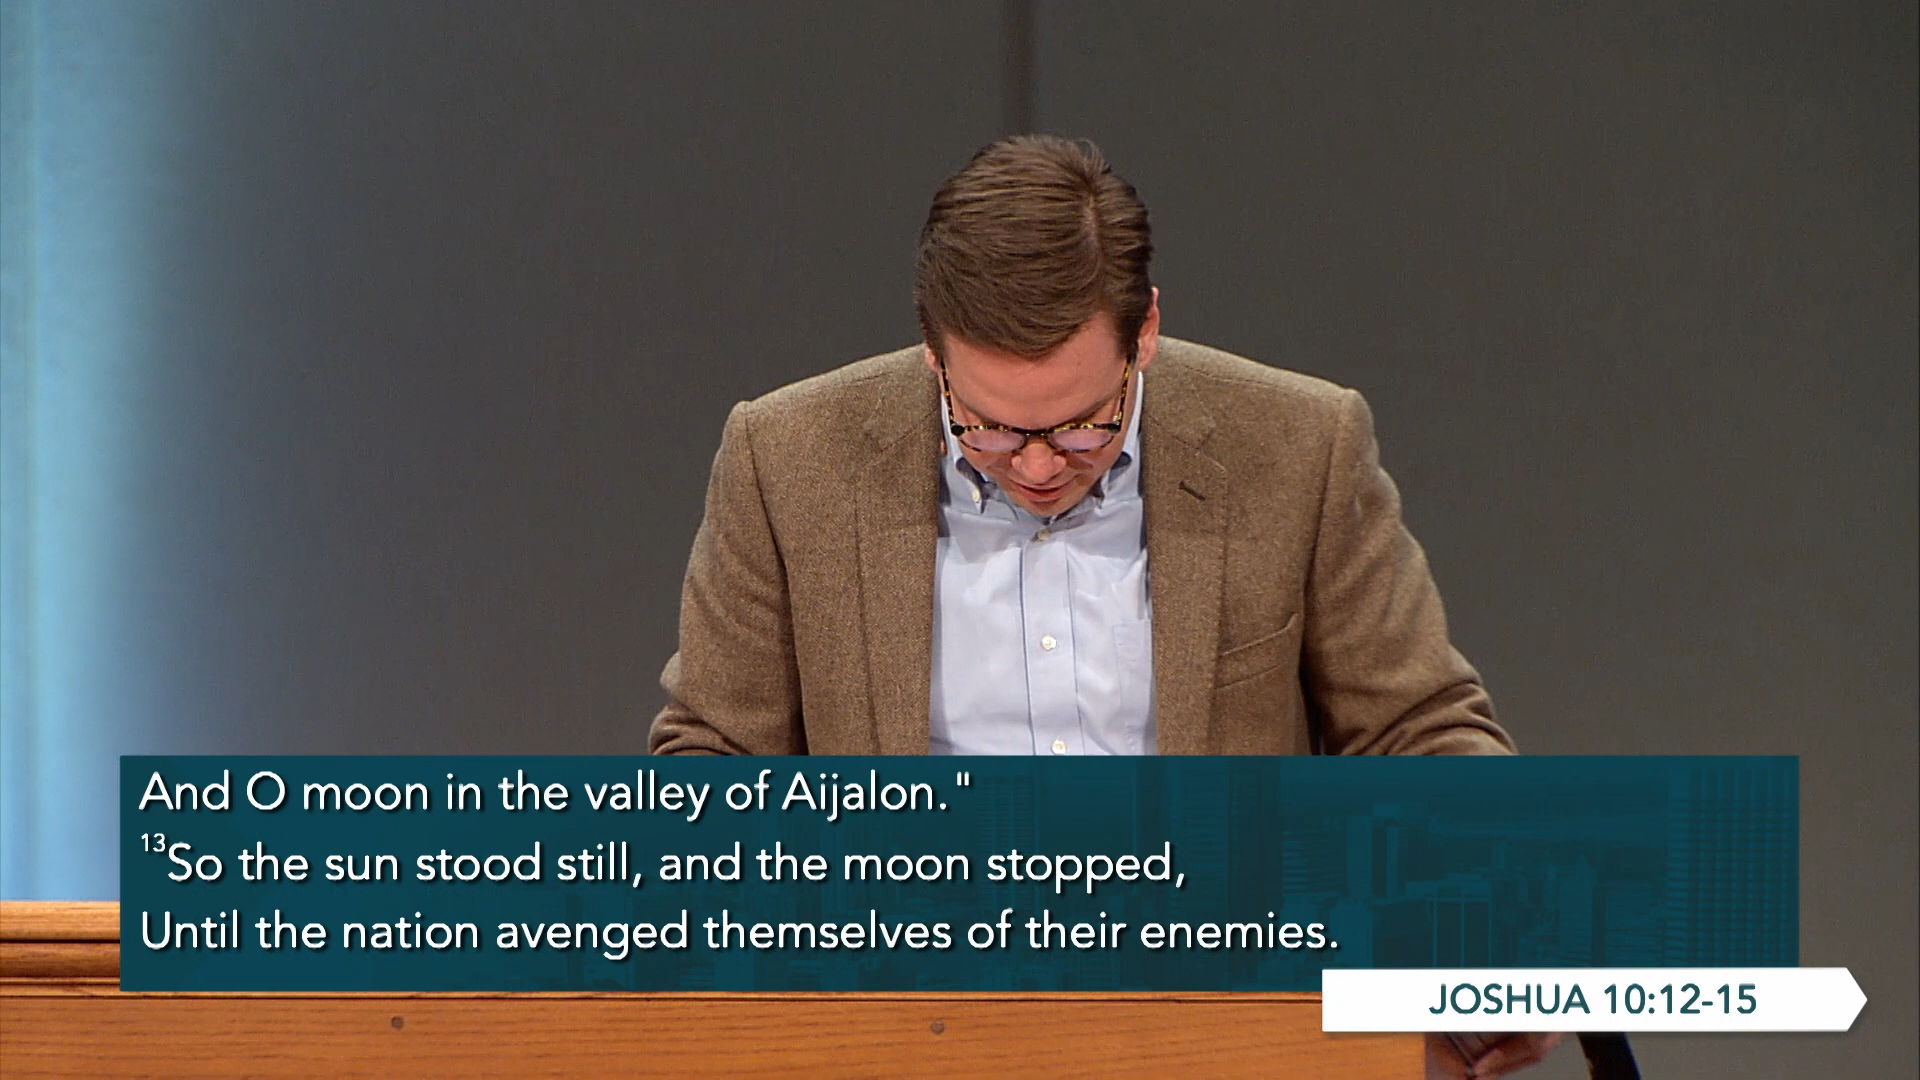 And O moon in the valley of Aijalon."
13So the sun stood still, and the moon stopped,
Until the nation avenged themselves of their enemies.
JOSHUA 10:12-15